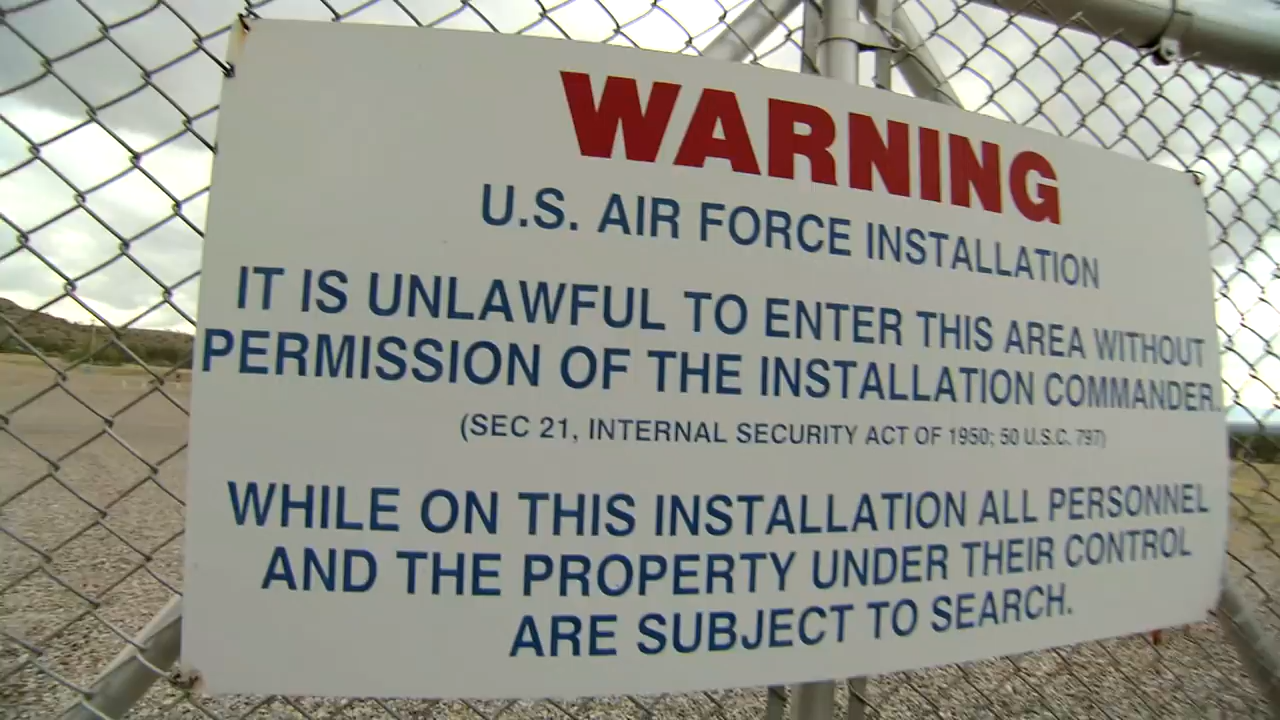 WARNING
U.S. AIR FORCE INSTALLATION
IT IS UNLAWFUL TO ENTER THIS AREA WITHOUT
PERMISSION OF THE INSTALLATION COMMANDER.
(SEC 21, INTERNAL SECURITY ACT OF 1950; 50 U.S.C. 797)
WHILE ON THIS INSTALLATION ALL PERSONNEL
AND THE PROPERTY UNDER THEIR CONTROL
ARE SUBJECT TO SEARCH.